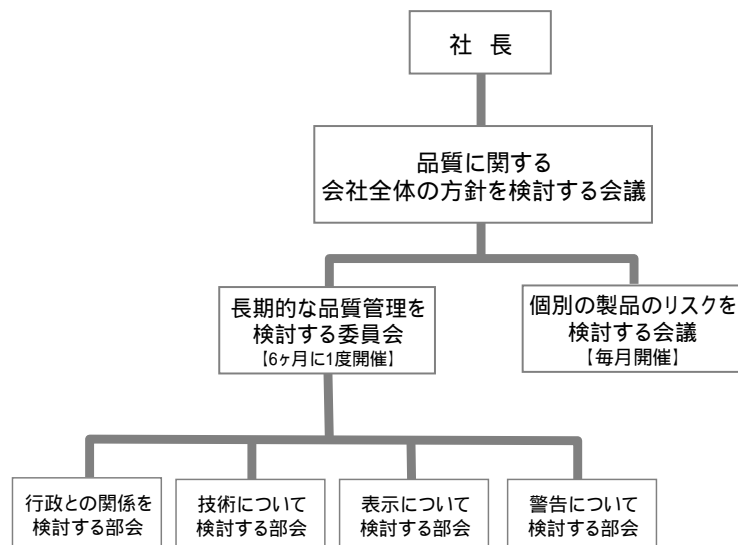 社 長
品質に関する
会社全体の方針を検討する会議
長期的な品質管理を
検討する委員会
【6ヶ月に1度開催】
個別の製品のリスクを
検討する会議
【毎月開催】
行政との関係を
検討する部会
技術について
検討する部会
表示について
検討する部会
警告について
検討する部会